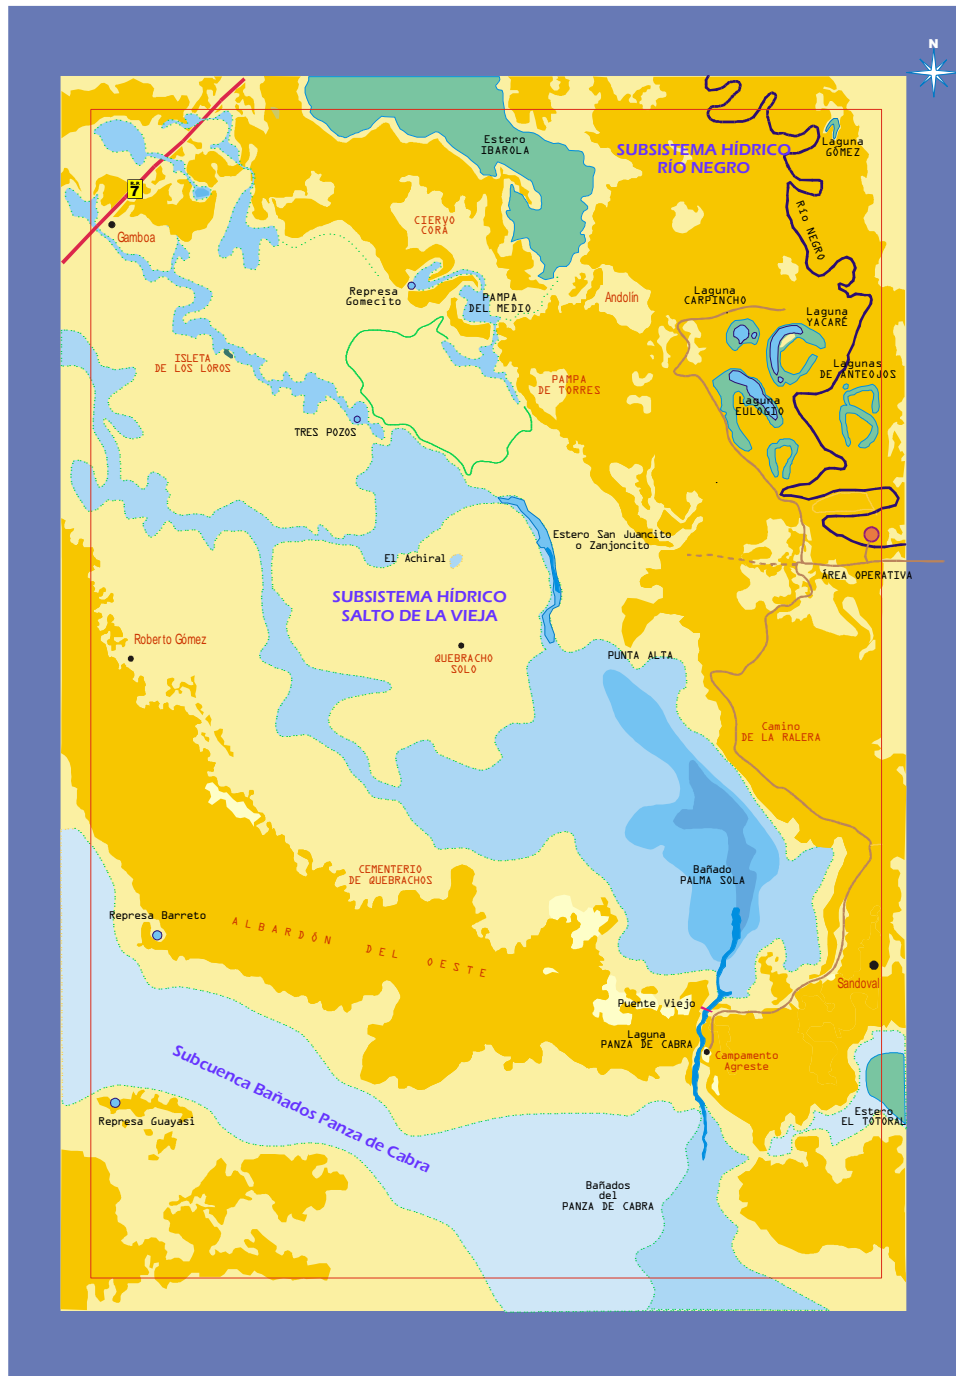 N
Estero
IBAROLA
SUBSISTEMA HÍDRICO
RÍO NEGRO
Laguna
GÓMEZ
R.P.
7
Gamboa
CIERVO
CORÁ
Río NEGRO
Represa
Gomecito
PAMPA
DEL MEDIO
Andolín
Laguna
CARPINCHO
Laguna
YACARÉ
ISLETA
DE LOS LOROS
PAMPA
DE TORRES
Lagunas
DE ANTEOJOS
Laguna
EULOGIO
TRES POZOS
El Achiral
Estero San Juancito
o Zanjoncito
ÁREA OPERATIVA
SUBSISTEMA HÍDRICO
SALTO DE LA VIEJA
Roberto Gómez
QUEBRACHO
SOLO
PUNTA ALTA
Camino
DE LA RALERA
CEMENTERIO
DE QUEBRACHOS
Bañado
PALMA SOLA
Represa Barreto
ALBARDÓN DEL OESTE
Sandoval
Puente Viejo
Laguna
PANZA DE CABRA
Campamento
Agreste
Subcuenca Bañados Panza de Cabra
Represa Guayasi
Estero
EL TOTORAL
Bañados
del
PANZA DE CABRA